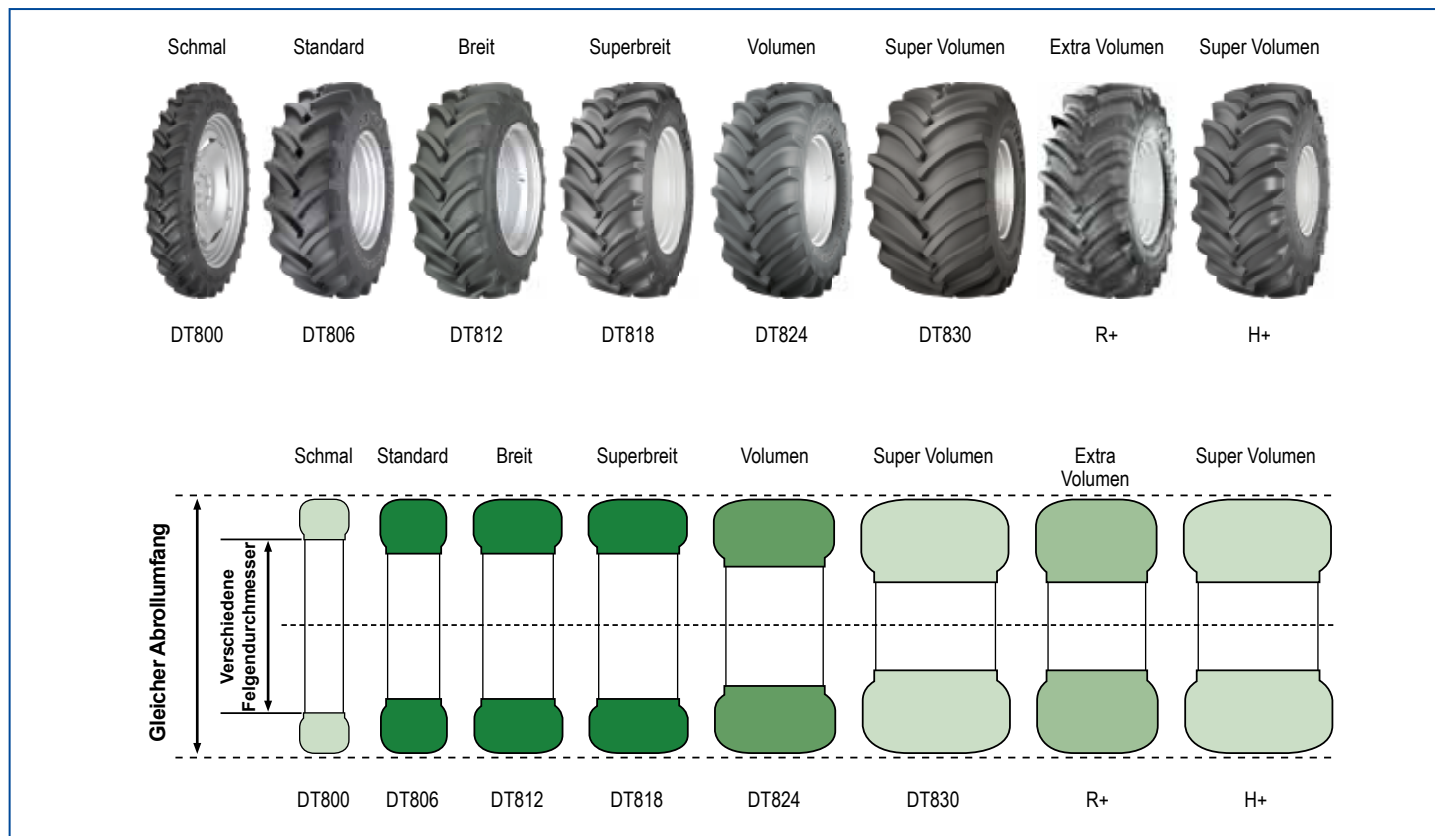 Schmal Standard Breit Superbreit Volumen Super Volumen Extra Volumen Super Volumen
DT800 DT806 DT812 DT818 DT824 DT830 R+ H+
Schmal Standard Breit Superbreit Volumen Super Volumen Extra Super Volumen
Volumen
Gleicher Abrollumfang
Verschiedene
Felgendurchmesser
DT800 DT806 DT812 DT818 DT824 DT830 R+ H+